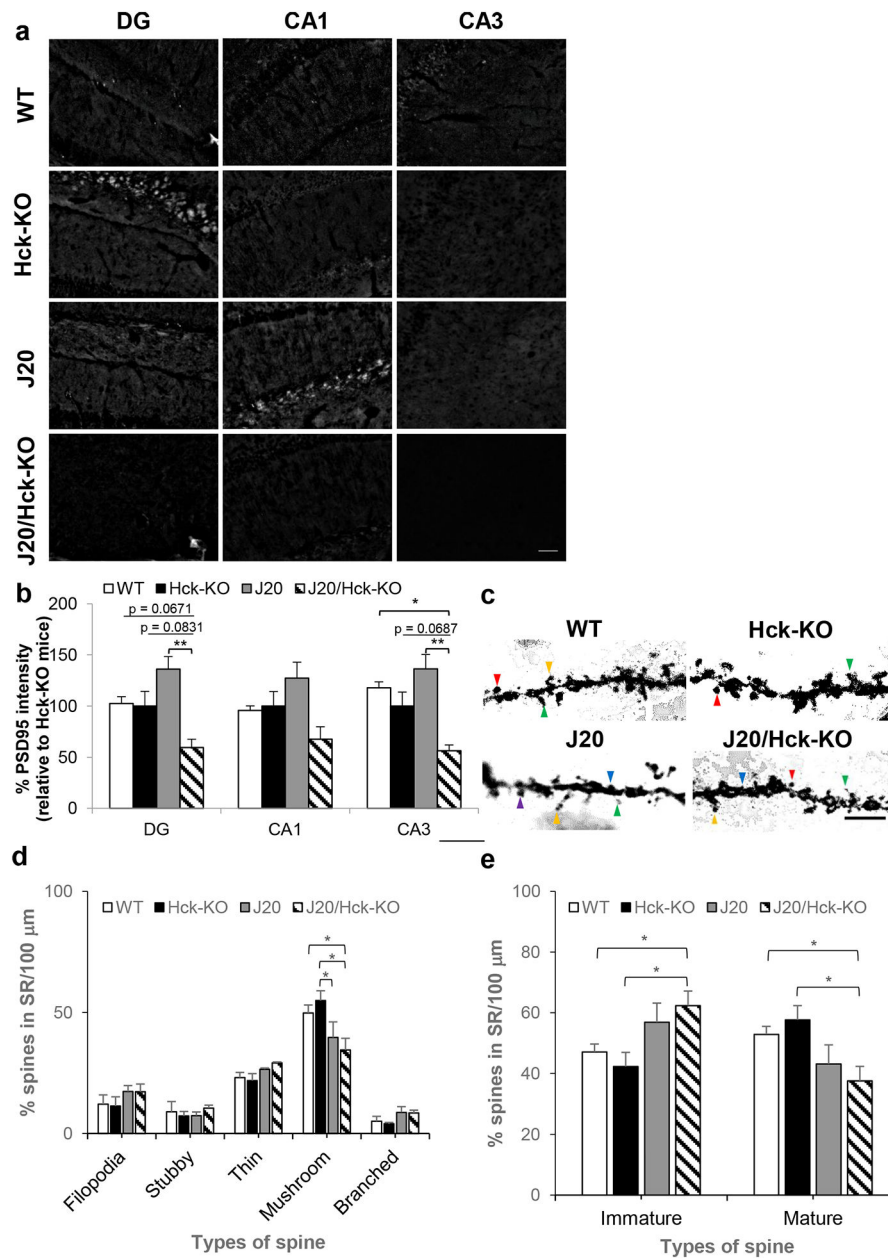 a
DG CA1 CA3
WT
Hck-KO
J20
J20/Hck-KO
b
WT Hck-KO J20 J20/Hck-KO
% PSD95 intensity
(relative to Hck-KO mice)
200
150
100
50
0
p = 0.0671
p = 0.0831
**
*
p = 0.0687
**
DG CA1 CA3
c
WT Hck-KO
J20 J20/Hck-KO
d
WT Hck-KO J20 J20/Hck-KO
% spines in SR/100 µm
100
50
0
*
*
*
Filopodia Stubby Thin Mushroom Branched
Types of spine
e
WT Hck-KO J20 J20/Hck-KO
% spines in SR/100 µm
100
80
60
40
20
0
* *
* *
Immature Mature
Types of spine